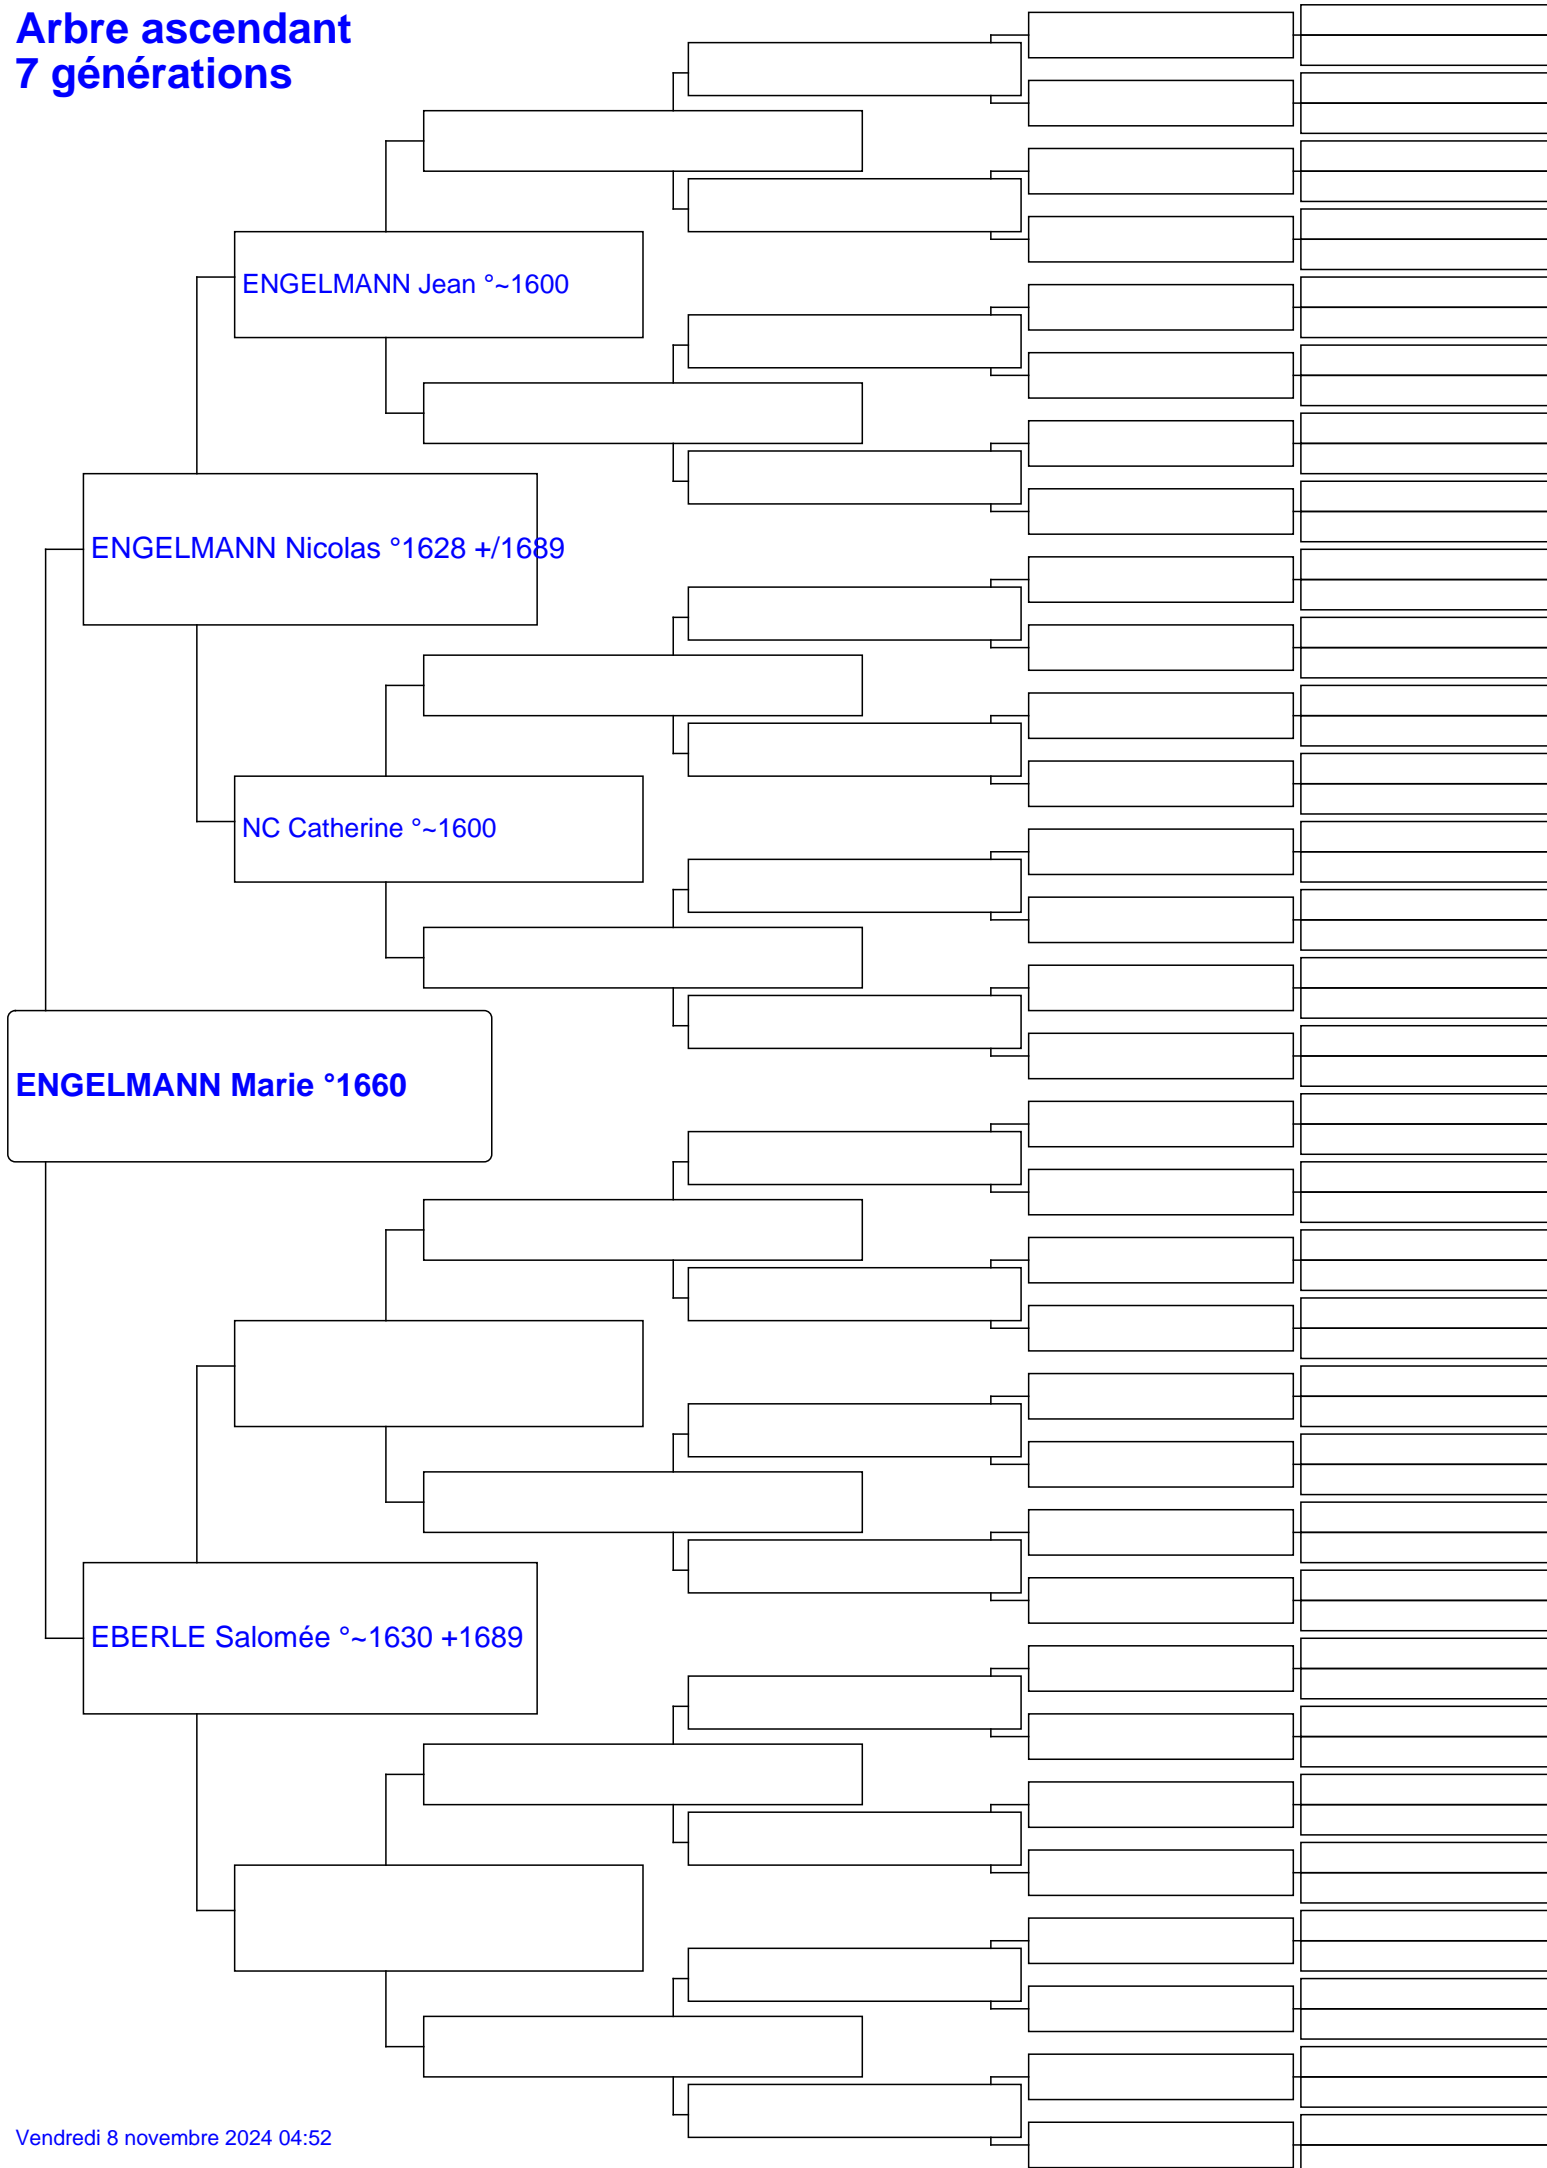 Arbre ascendant
7 générations
ENGELMANN Jean °~1600
ENGELMANN Nicolas °1628 +/1689
NC Catherine °~1600
ENGELMANN Marie °1660
EBERLE Salomée °~1630 +1689
Vendredi 8 novembre 2024 04:52